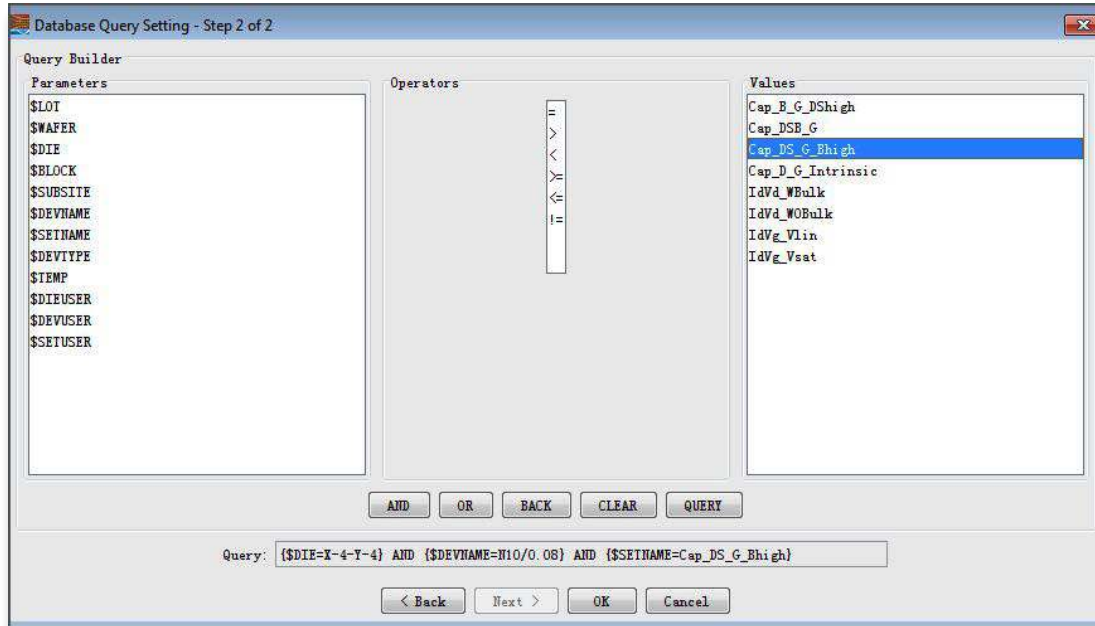 Database Query Setting - Step 2 of 2
Query Builder
Parameters
$LOT
$WAFER
$DIE
$BLOCK
$SUBSITE
$DEVNAME
$SETNAME
$DEVTYPE
$TEMP
$DIEUSER
$DEVUSER
$SETUSER
Operators
=
>
<
>=
<=
!=
Values
Cap_B_G_DShigh
Cap_DSB_G
Cap_DS_G_Bhigh
Cap_D_G_Intrinsic
IdVd_WBulk
IdVd_WOBulk
IdVg_Vlin
IdVg_Vsat
AND OR BACK CLEAR QUERY
Query: {$DIE=X-4-Y-4} AND {$DEVNAME=N10/0.08} AND {$SETNAME=Cap_DS_G_Bhigh}
< Back Next > OK Cancel